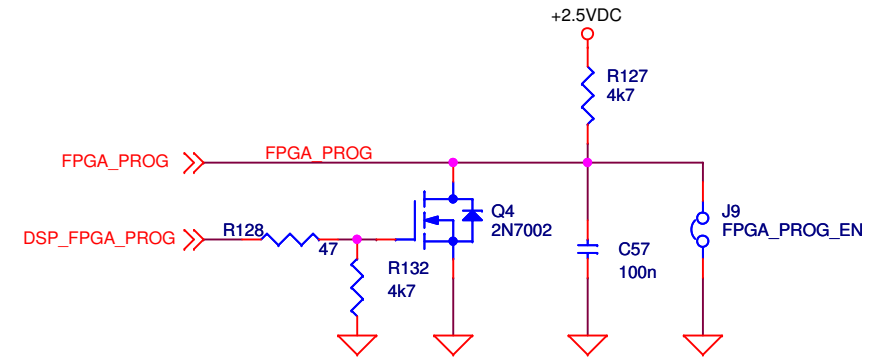 +2.5VDC
R127
4k7
FPGA_PROG
FPGA_PROG
Q4
2N7002
J9
FPGA_PROG_EN
DSP_FPGA_PROG
R128
47
C57
100n
R132
4k7